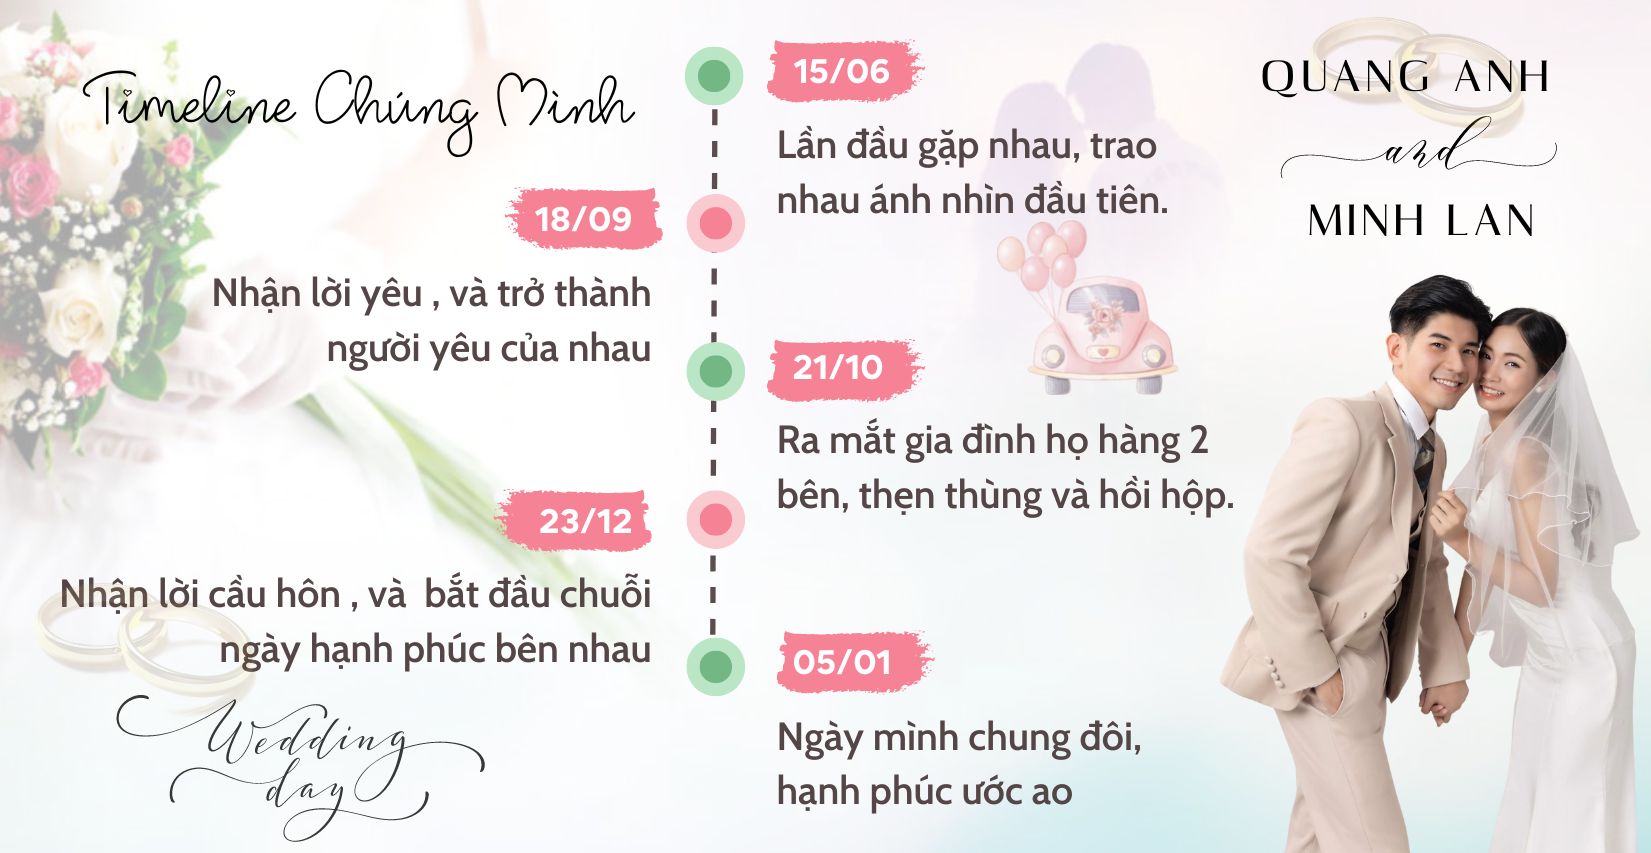 Timeline Chúng Mình
15/06
Lần đầu gặp nhau, trao
nhau ánh nhìn đầu tiên.
18/09
Nhận lời yêu , và trở thành
người yêu của nhau
21/10
Ra mắt gia đình họ hàng 2
bên, thẹn thùng và hồi hộp.
23/12
Nhận lời cầu hôn , và  bắt đầu chuỗi
ngày hạnh phúc bên nhau
05/01
Ngày mình chung đôi,
hạnh phúc ước ao
Wedding
day
QUANG ANH
and
MINH LAN